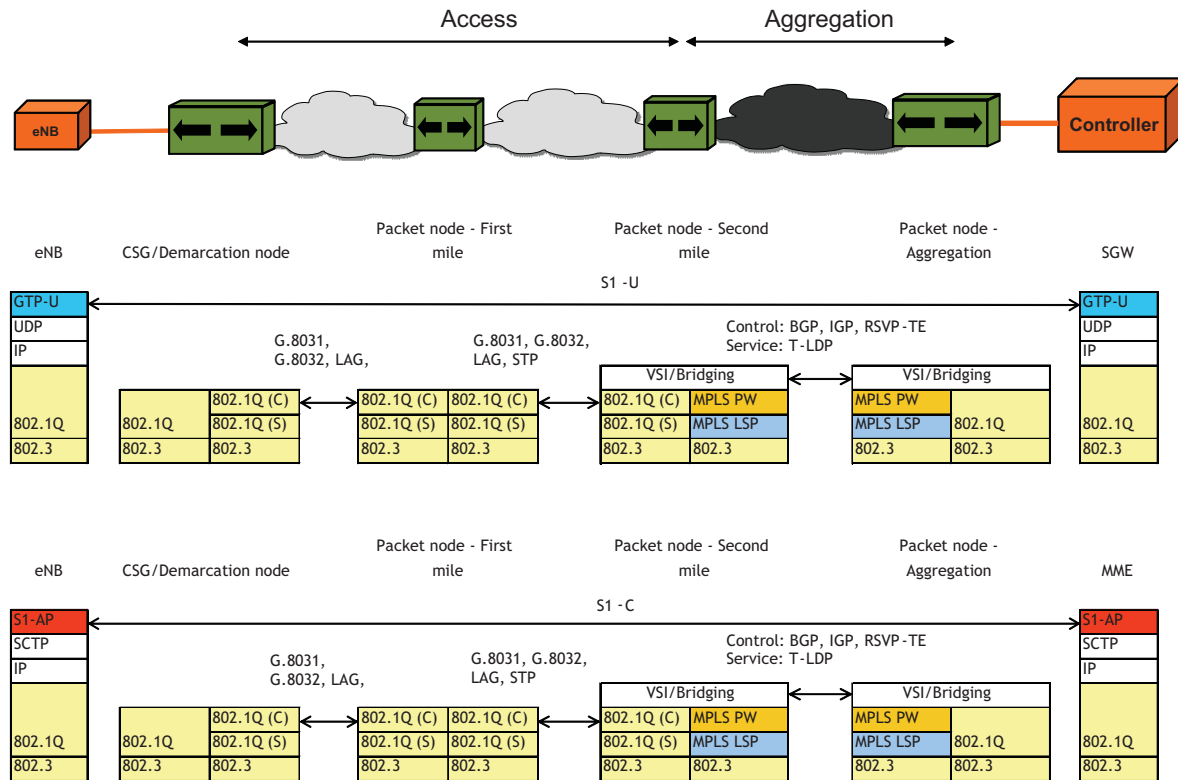 Access
Aggregation
eNB
Controller
Packet node - First
mile
Packet node - Second
mile
Packet node -
Aggregation
eNB
CSG/Demarcation node
SGW
S1 -U
GTP-U
UDP
IP
802.1Q
802.3
G.8031,
G.8032, LAG,
G.8031, G.8032,
LAG, STP
Control: BGP, IGP, RSVP-TE
Service: T-LDP
802.1Q
802.3
802.1Q (C)
802.1Q (S)
802.3
802.1Q (C)
802.1Q (S)
802.3
802.1Q (C)
802.1Q (S)
802.3
VSI/Bridging
802.1Q (C)
802.1Q (S)
802.3
MPLS PW
MPLS LSP
802.3
VSI/Bridging
MPLS PW
MPLS LSP
802.3
802.1Q
802.3
GTP-U
UDP
IP
802.1Q
802.3
Packet node - First
mile
Packet node - Second
mile
Packet node -
Aggregation
eNB
CSG/Demarcation node
MME
S1 -C
S1-AP
SCTP
IP
802.1Q
802.3
G.8031,
G.8032, LAG,
G.8031, G.8032,
LAG, STP
Control: BGP, IGP, RSVP-TE
Service: T-LDP
802.1Q
802.3
802.1Q (C)
802.1Q (S)
802.3
802.1Q (C)
802.1Q (S)
802.3
802.1Q (C)
802.1Q (S)
802.3
VSI/Bridging
802.1Q (C)
802.1Q (S)
802.3
MPLS PW
MPLS LSP
802.3
VSI/Bridging
MPLS PW
MPLS LSP
802.3
802.1Q
802.3
S1-AP
SCTP
IP
802.1Q
802.3